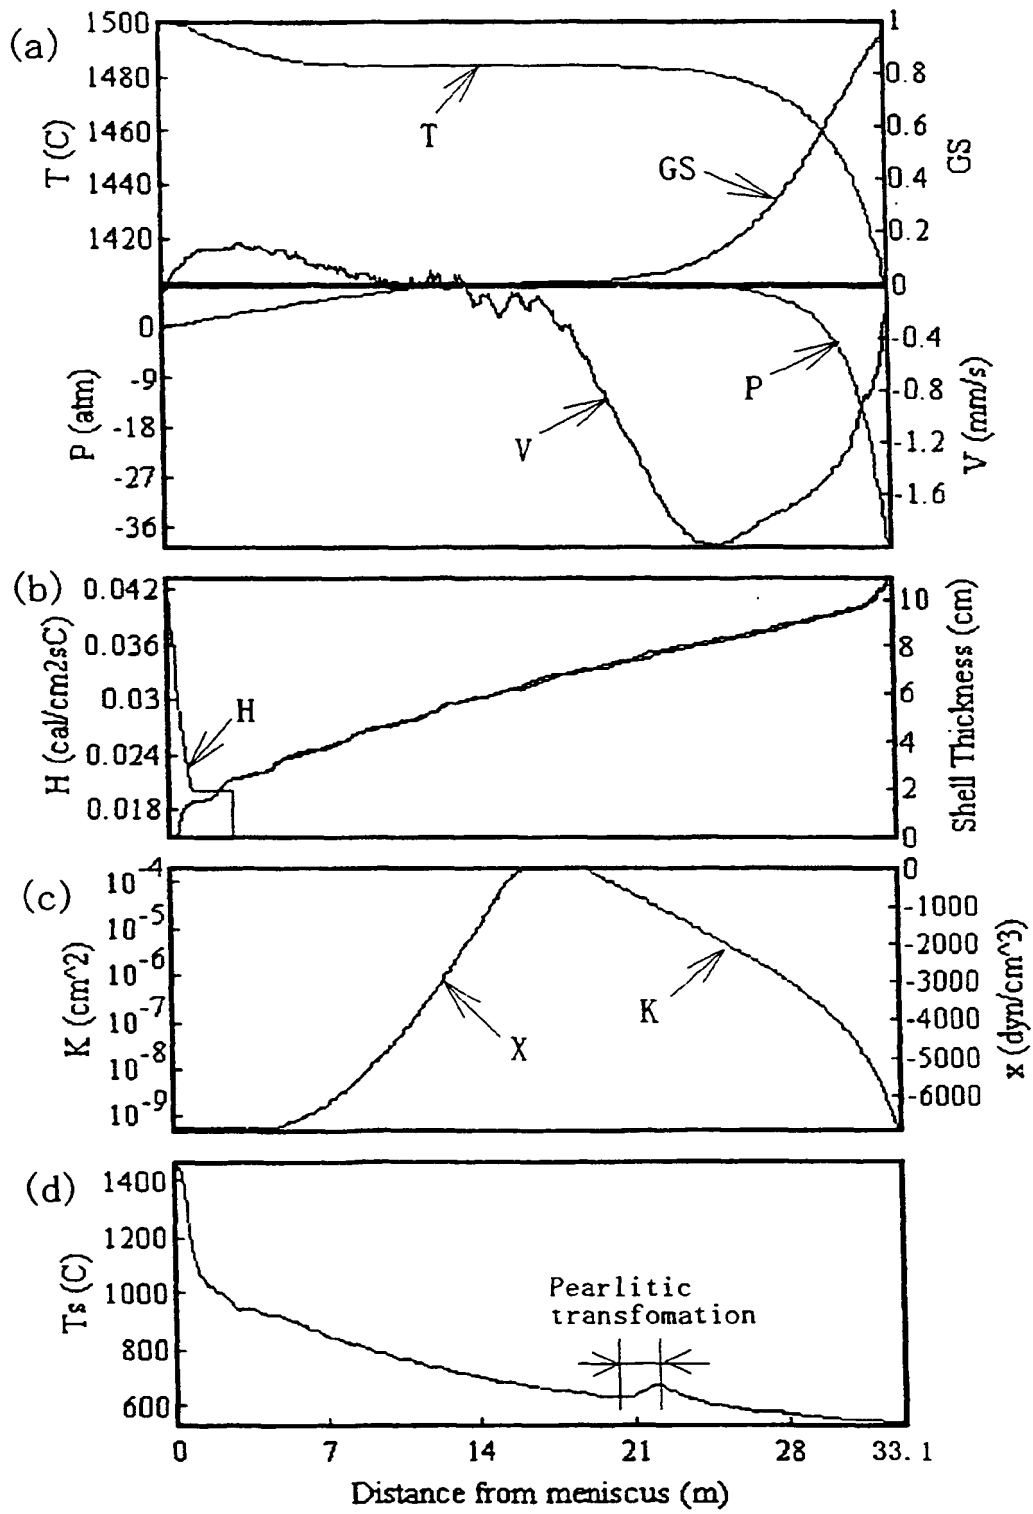 (a)
1500
1480
1460
1440
1420
T (C)
1
0.8
0.6
0.4
0.2
0
GS
T
GS
0
-9
-18
-27
-36
P (atm)
-0.4
-0.8
-1.2
-1.6
V (mm/s)
P
V
(b)
0.042
0.036
0.03
0.024
0.018
H (cal/cm2sC)
10
8
6
4
2
0
Shell Thickness (cm)
H
(c)
10^-4
10^-5
10^-6
10^-7
10^-8
10^-9
K (cm^2)
0
-1000
-2000
-3000
-4000
-5000
-6000
x (dyn/cm^3)
X
K
(d)
1400
1200
1000
800
600
Ts (C)
Pearlitic
transfomation
0 7 14 21 28 33.1
Distance from meniscus (m)